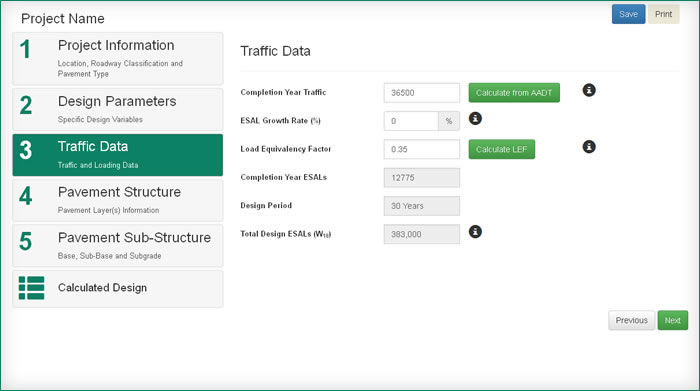 Project Name
Save Print
1 Project Information
Location, Roadway Classification and
Pavement Type
2 Design Parameters
Specific Design Variables
3 Traffic Data
Traffic and Loading Data
4 Pavement Structure
Pavement Layer(s) Information
5 Pavement Sub-Structure
Base, Sub-Base and Subgrade
Calculated Design
Traffic Data
Completion Year Traffic 36500 Calculate from AADT
ESAL Growth Rate (%) 0 %
Load Equivalency Factor 0.35 Calculate LEF
Completion Year ESALs 12775
Design Period 30 Years
Total Design ESALs (W₁₈) 383,000
Previous Next